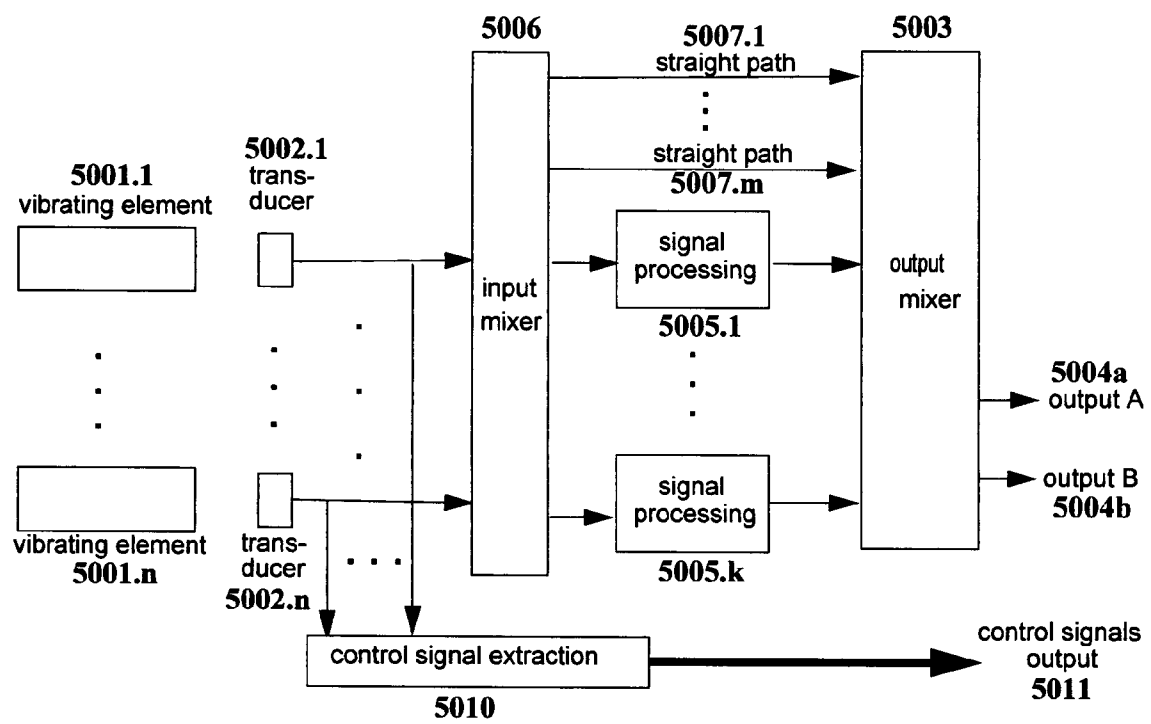 5006
5007.1
straight path
5003
5001.1
vibrating element
5002.1
trans-
ducer
straight path
5007.m
signal
processing
5005.1
input
mixer
output
mixer
5004a
output A
output B
5004b
signal
processing
5005.k
vibrating element
5001.n
trans-
ducer
5002.n
control signal extraction
5010
control signals
output
5011